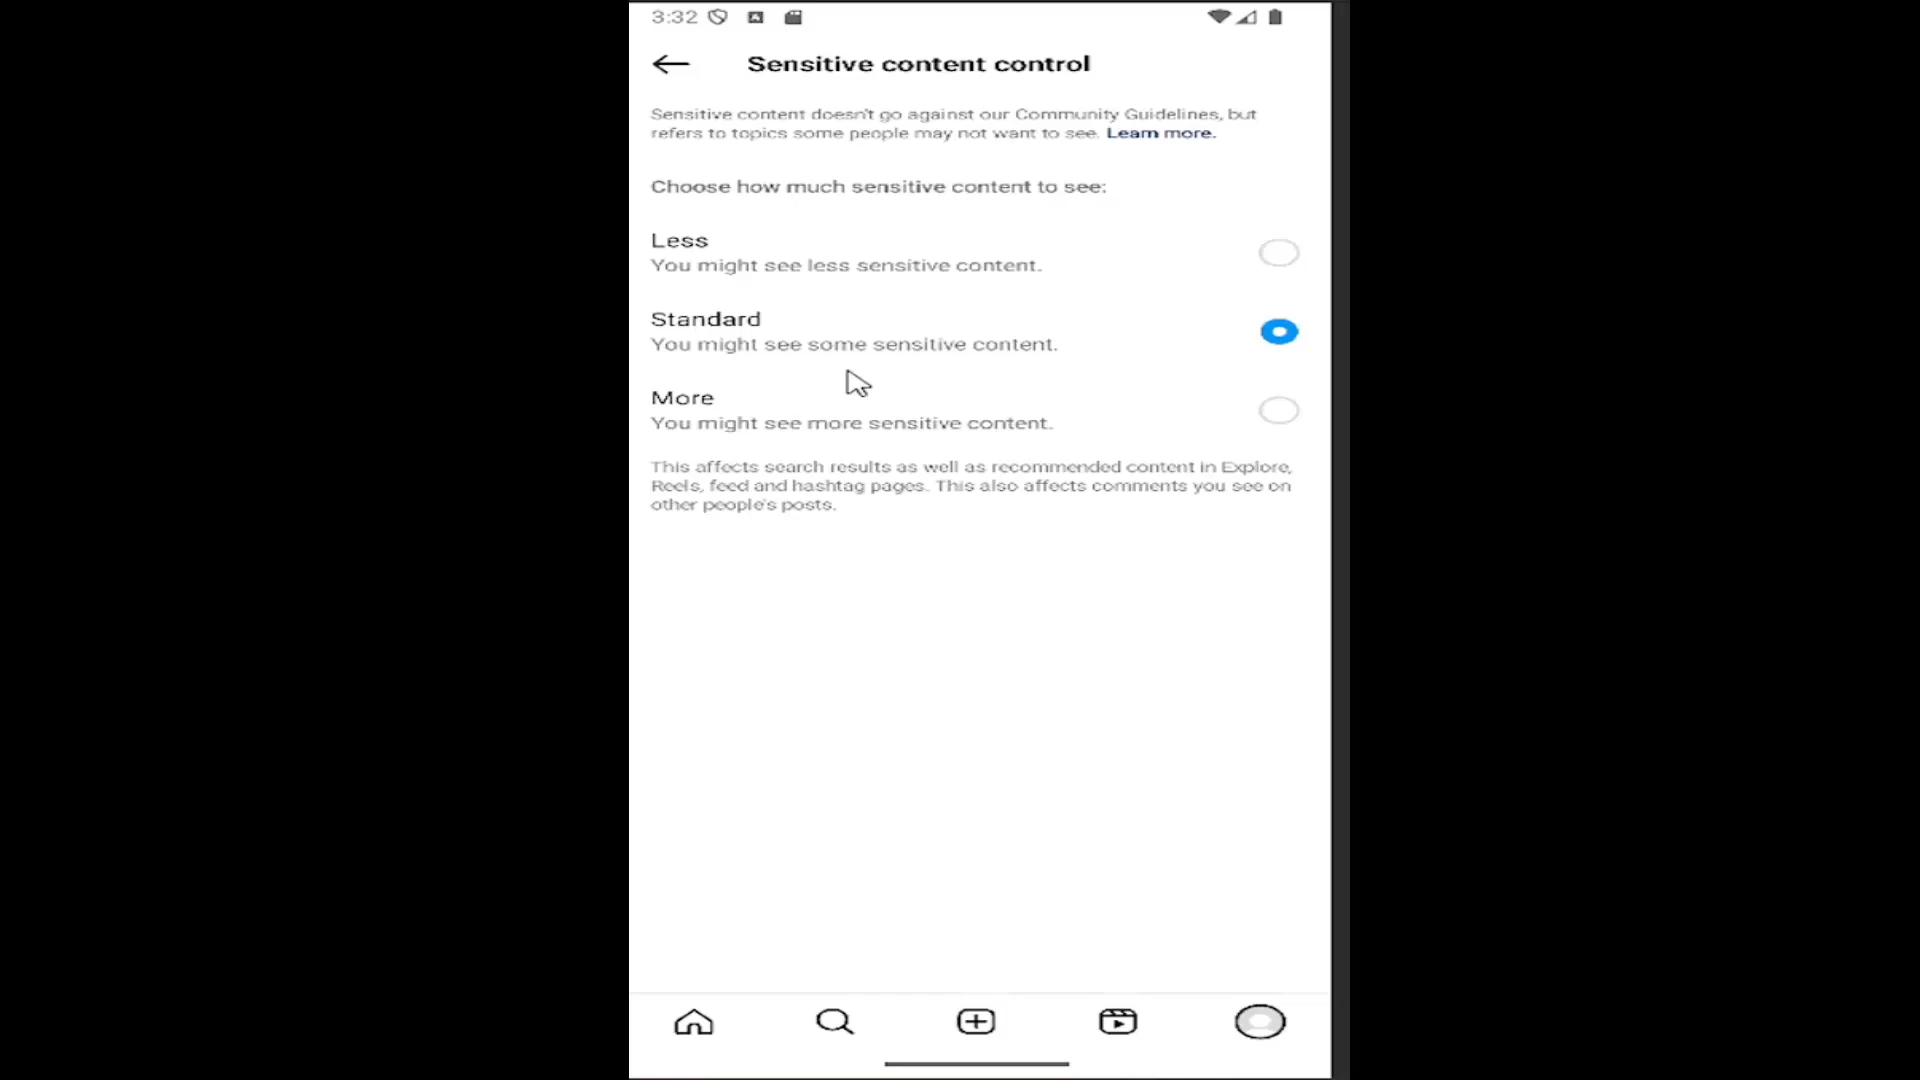 3:32
Sensitive content control
Sensitive content doesn't go against our Community Guidelines, but
refers to topics some people may not want to see. Learn more.
Choose how much sensitive content to see:
Less
You might see less sensitive content.
Standard
You might see some sensitive content.
More
You might see more sensitive content.
This affects search results as well as recommended content in Explore,
Reels, feed and hashtag pages. This also affects comments you see on
other people's posts.